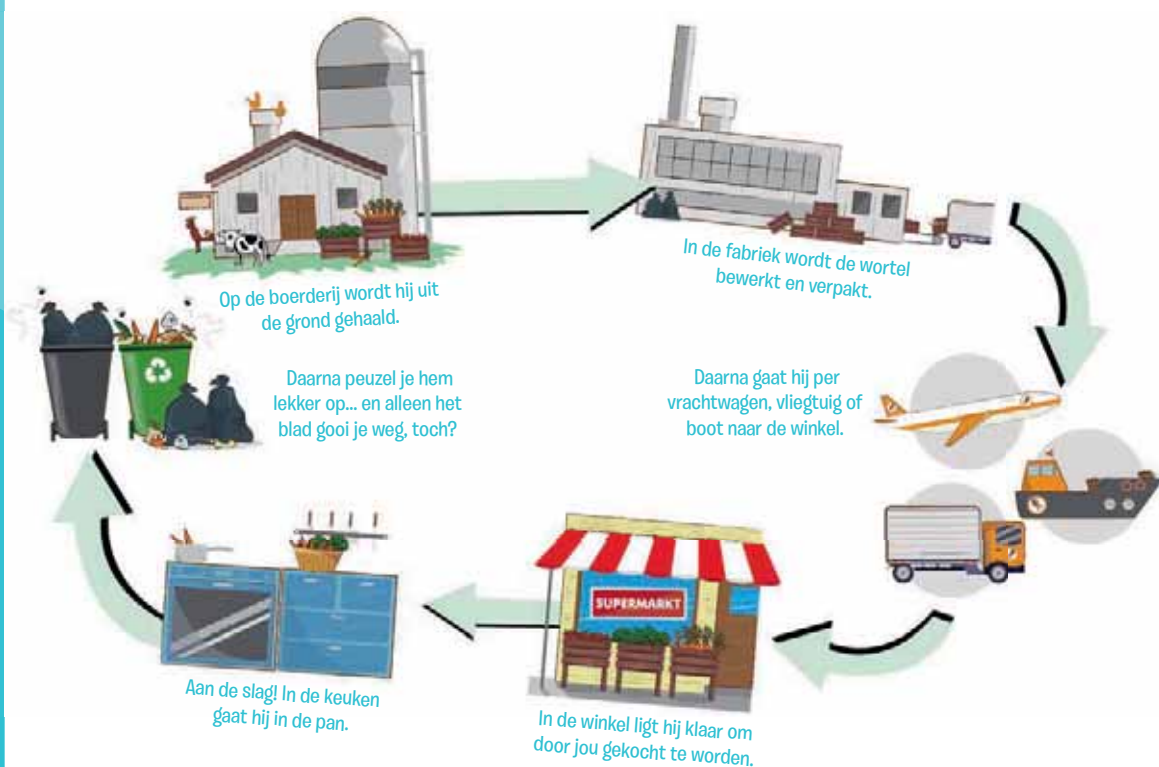 Op de boerderij wordt hij uit
de grond gehaald.
In de fabriek wordt de wortel
bewerkt en verpakt.
Daarna gaat hij per
vrachtwagen, vliegtuig of
boot naar de winkel.
SUPERMARKT
In de winkel ligt hij klaar om
door jou gekocht te worden.
Aan de slag! In de keuken
gaat hij in de pan.
Daarna peuzel je hem
lekker op... en alleen het
blad gooi je weg, toch?